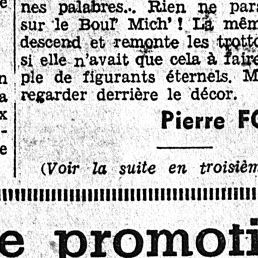 nes palabres... Rien ne par
sur le Boul' Mich' ! La mêm
descend et remonte les trotto
si elle n'avait que cela à faire
ple de figurants éternels. M
regarder derrière le décor.
Pierre FO
(Voir la suite en troisièm
e promoti